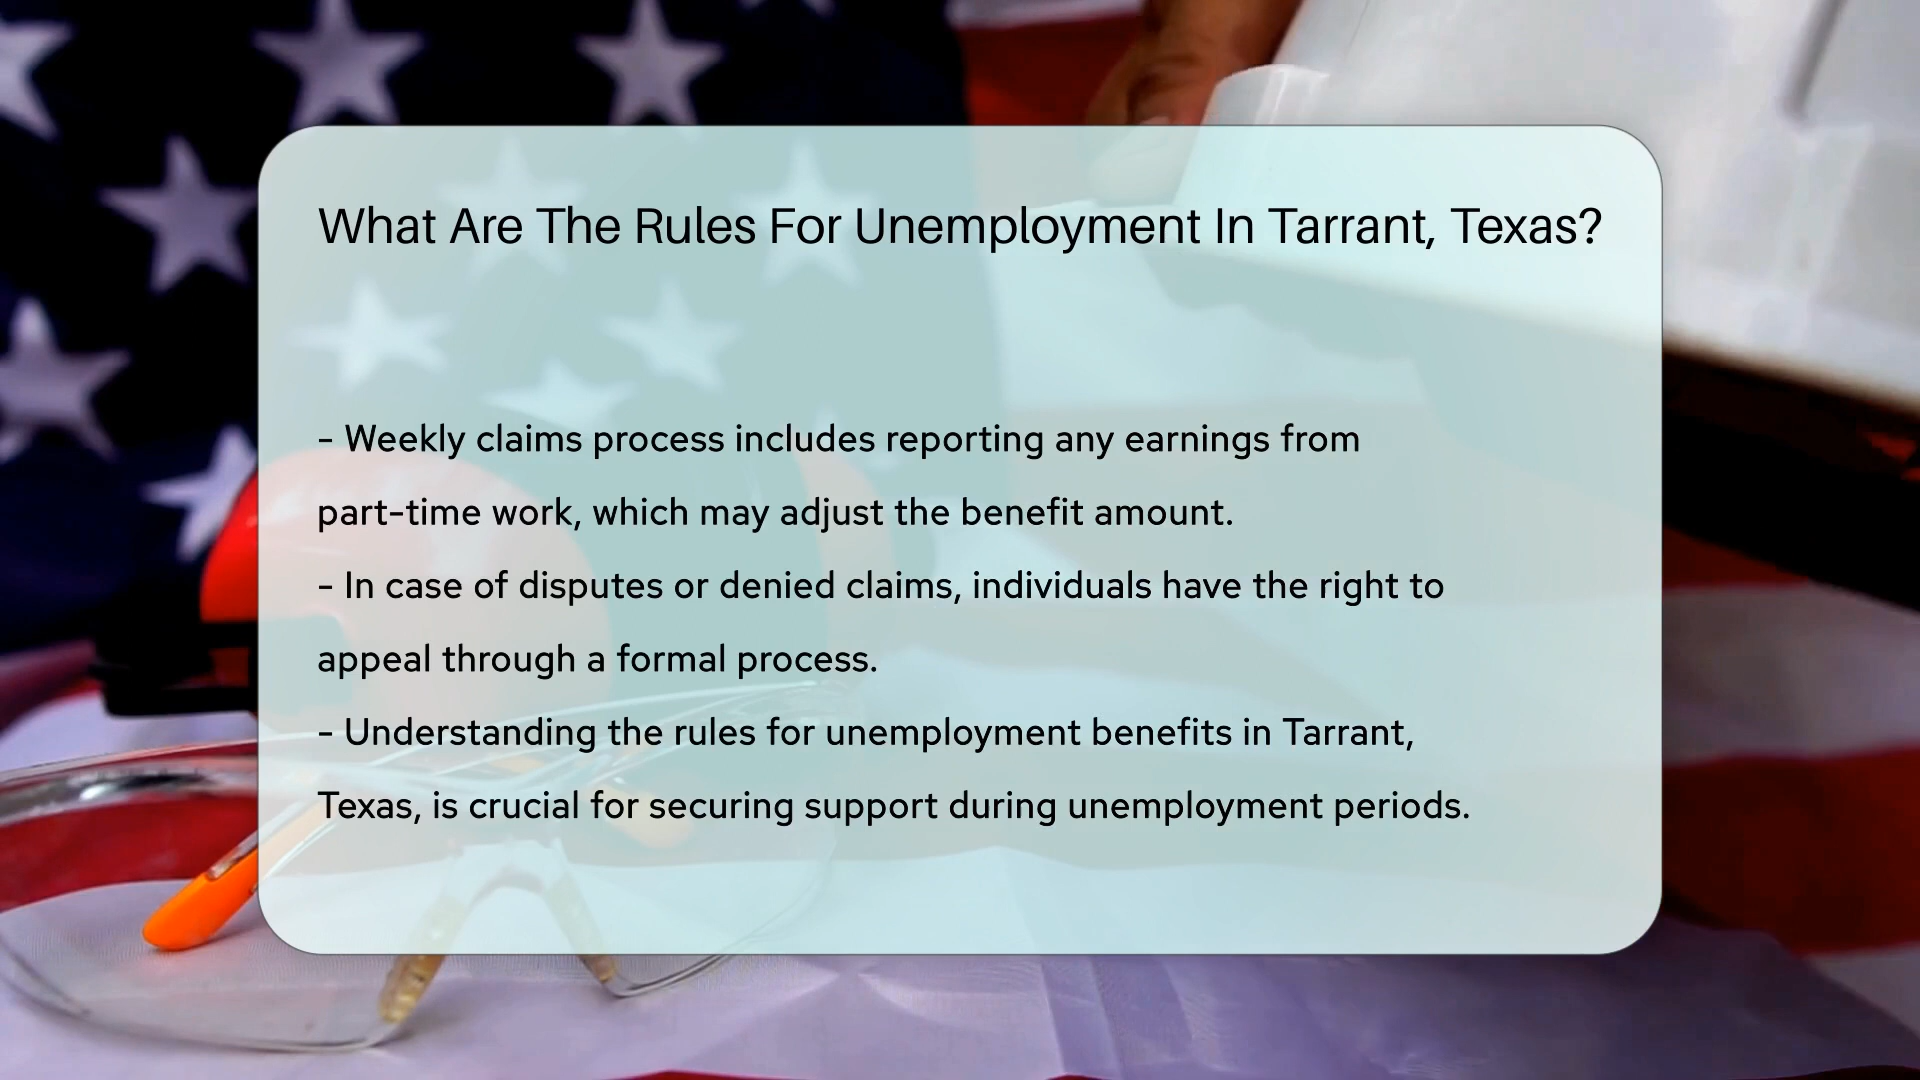 What Are The Rules For Unemployment In Tarrant, Texas?
- Weekly claims process includes reporting any earnings from
part-time work, which may adjust the benefit amount.
- In case of disputes or denied claims, individuals have the right to
appeal through a formal process.
- Understanding the rules for unemployment benefits in Tarrant,
Texas, is crucial for securing support during unemployment periods.